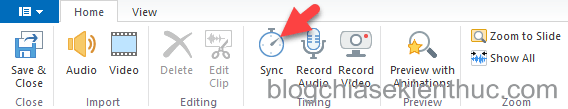 Home View
Save &
Close
Audio
Video
Delete
Edit
Clip
Sync
Record
Audio
Record
Video
Preview with
Animations
Zoom to Slide
Show All
Close
Import
Editing
Timing
Preview
Zoom
blogchiasekienthuc.com